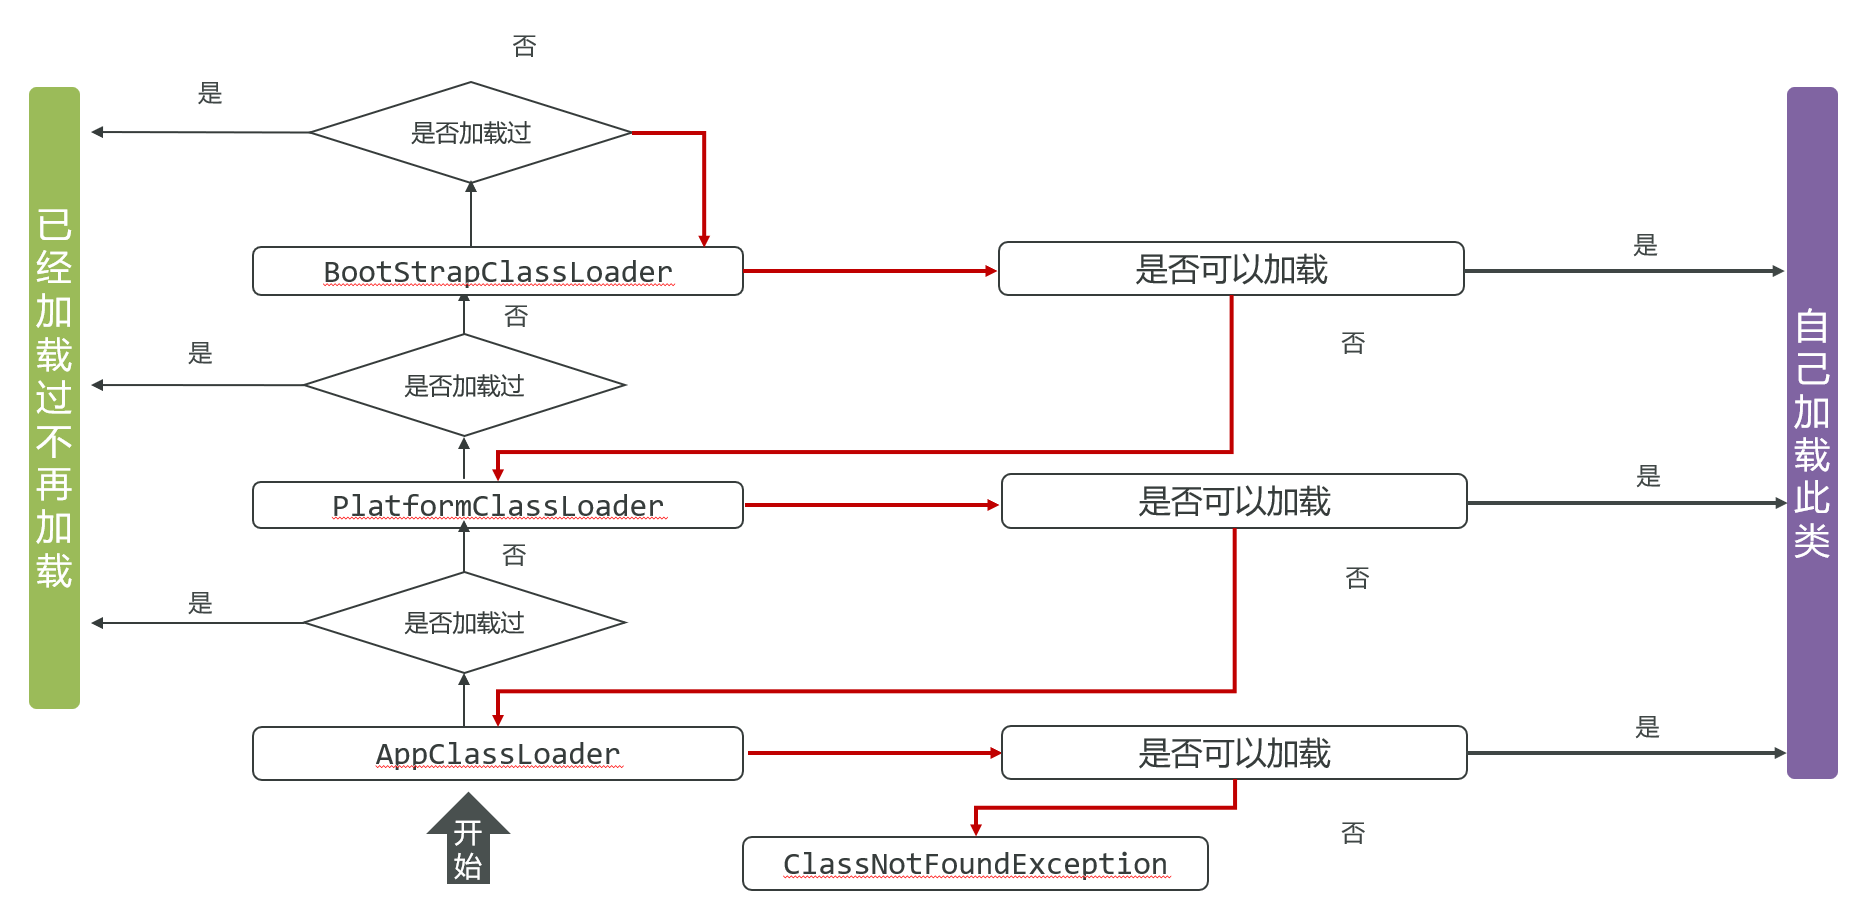 否
是
是否加载过
已经加载过不再加载
BootStrapClassLoader
是否可以加载
是
否
是
是否加载过
否
自己加载此类
PlatformClassLoader
是否可以加载
是
否
是
是否加载过
否
AppClassLoader
是否可以加载
是
开始
否
ClassNotFoundException